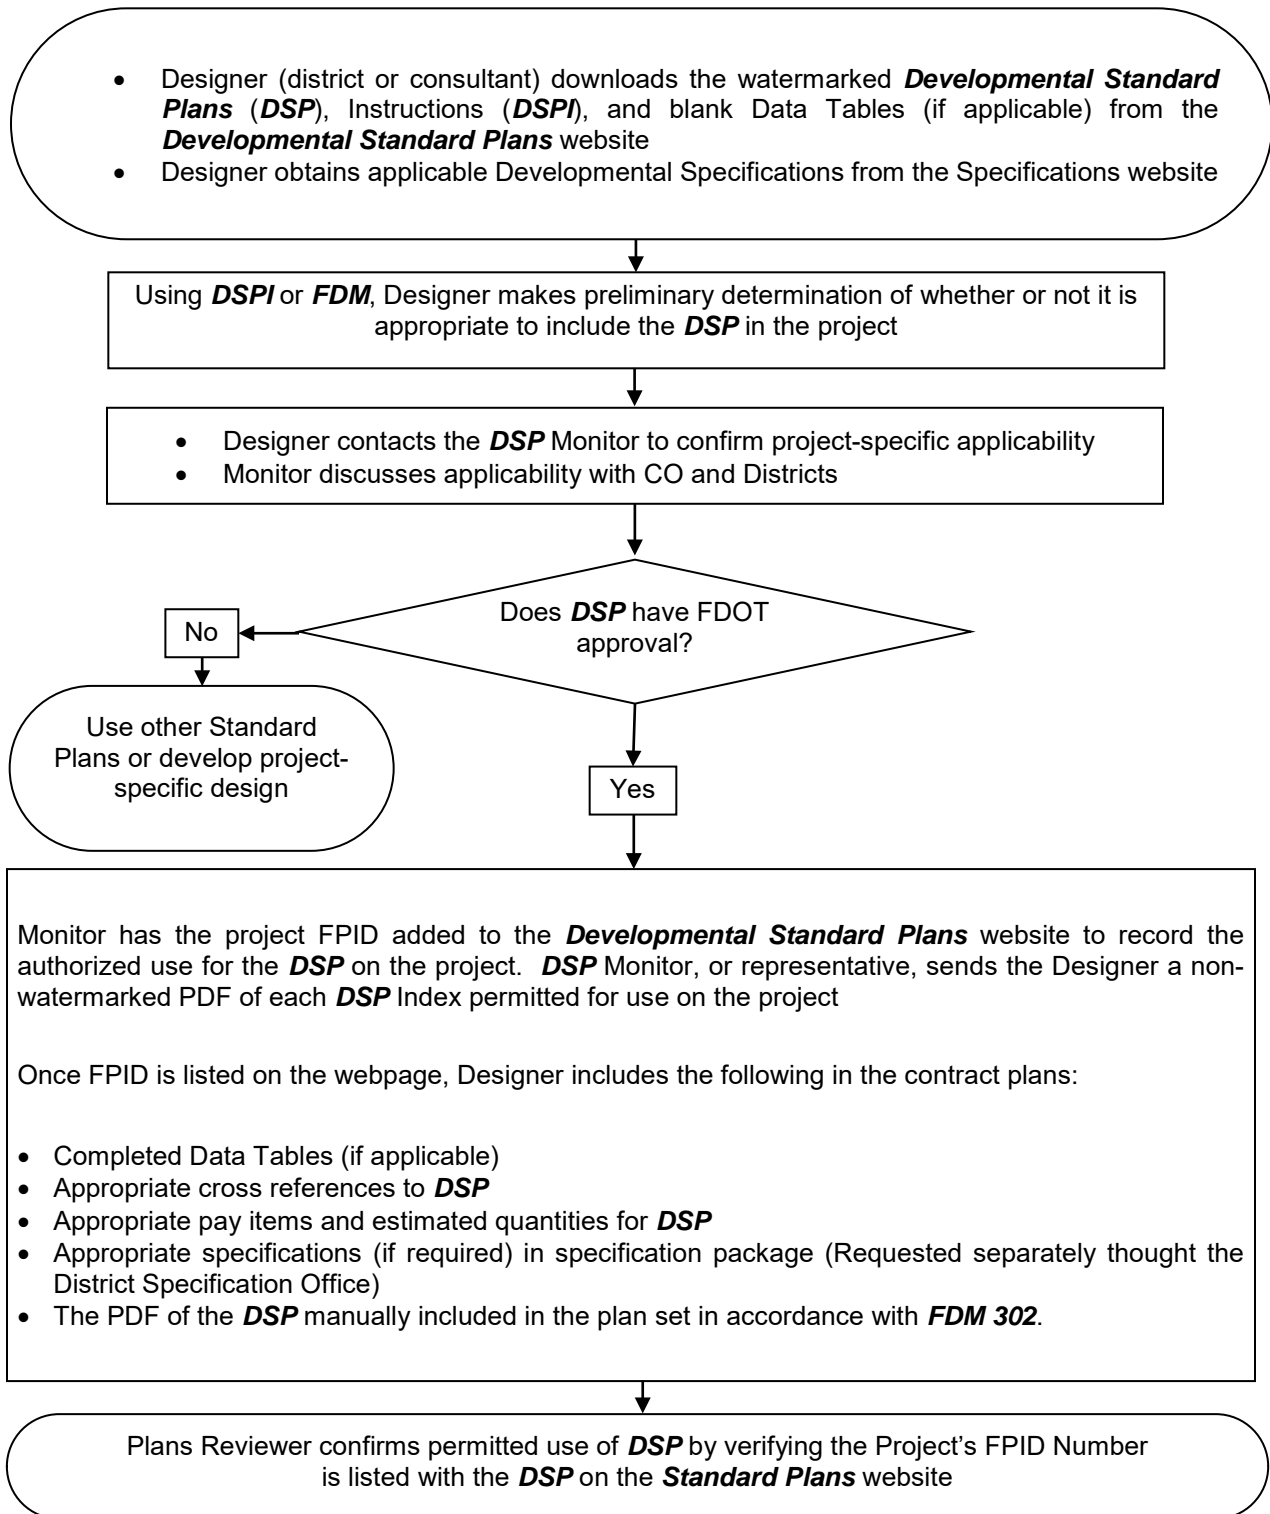 • Designer (district or consultant) downloads the watermarked Developmental Standard
Plans (DSP), Instructions (DSPI), and blank Data Tables (if applicable) from the
Developmental Standard Plans website
• Designer obtains applicable Developmental Specifications from the Specifications website
Using DSPI or FDM, Designer makes preliminary determination of whether or not it is
appropriate to include the DSP in the project
• Designer contacts the DSP Monitor to confirm project-specific applicability
• Monitor discusses applicability with CO and Districts
Does DSP have FDOT
approval?
No
Use other Standard
Plans or develop project-
specific design
Yes
Monitor has the project FPID added to the Developmental Standard Plans website to record the
authorized use for the DSP on the project. DSP Monitor, or representative, sends the Designer a non-
watermarked PDF of each DSP Index permitted for use on the project
Once FPID is listed on the webpage, Designer includes the following in the contract plans:
• Completed Data Tables (if applicable)
• Appropriate cross references to DSP
• Appropriate pay items and estimated quantities for DSP
• Appropriate specifications (if required) in specification package (Requested separately thought the
District Specification Office)
• The PDF of the DSP manually included in the plan set in accordance with FDM 302.
Plans Reviewer confirms permitted use of DSP by verifying the Project's FPID Number
is listed with the DSP on the Standard Plans website